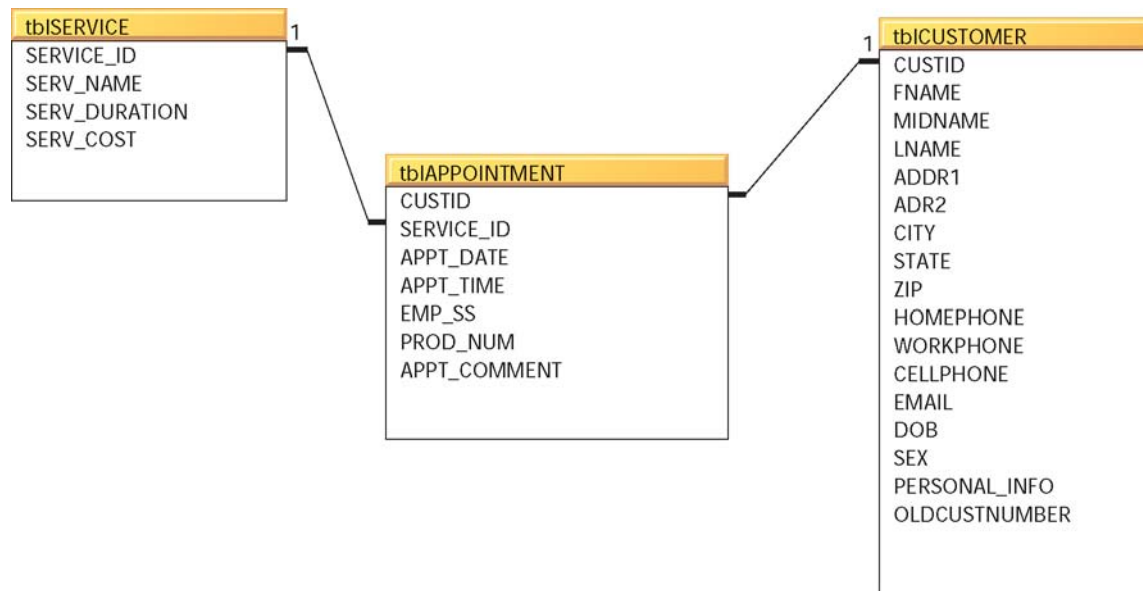 tblSERVICE
1
SERVICE_ID
SERV_NAME
SERV_DURATION
SERV_COST
tblAPPOINTMENT
CUSTID
SERVICE_ID
APPT_DATE
APPT_TIME
EMP_SS
PROD_NUM
APPT_COMMENT
1
tblCUSTOMER
CUSTID
FNAME
MIDNAME
LNAME
ADDR1
ADR2
CITY
STATE
ZIP
HOMEPHONE
WORKPHONE
CELLPHONE
EMAIL
DOB
SEX
PERSONAL_INFO
OLDCUSTNUMBER